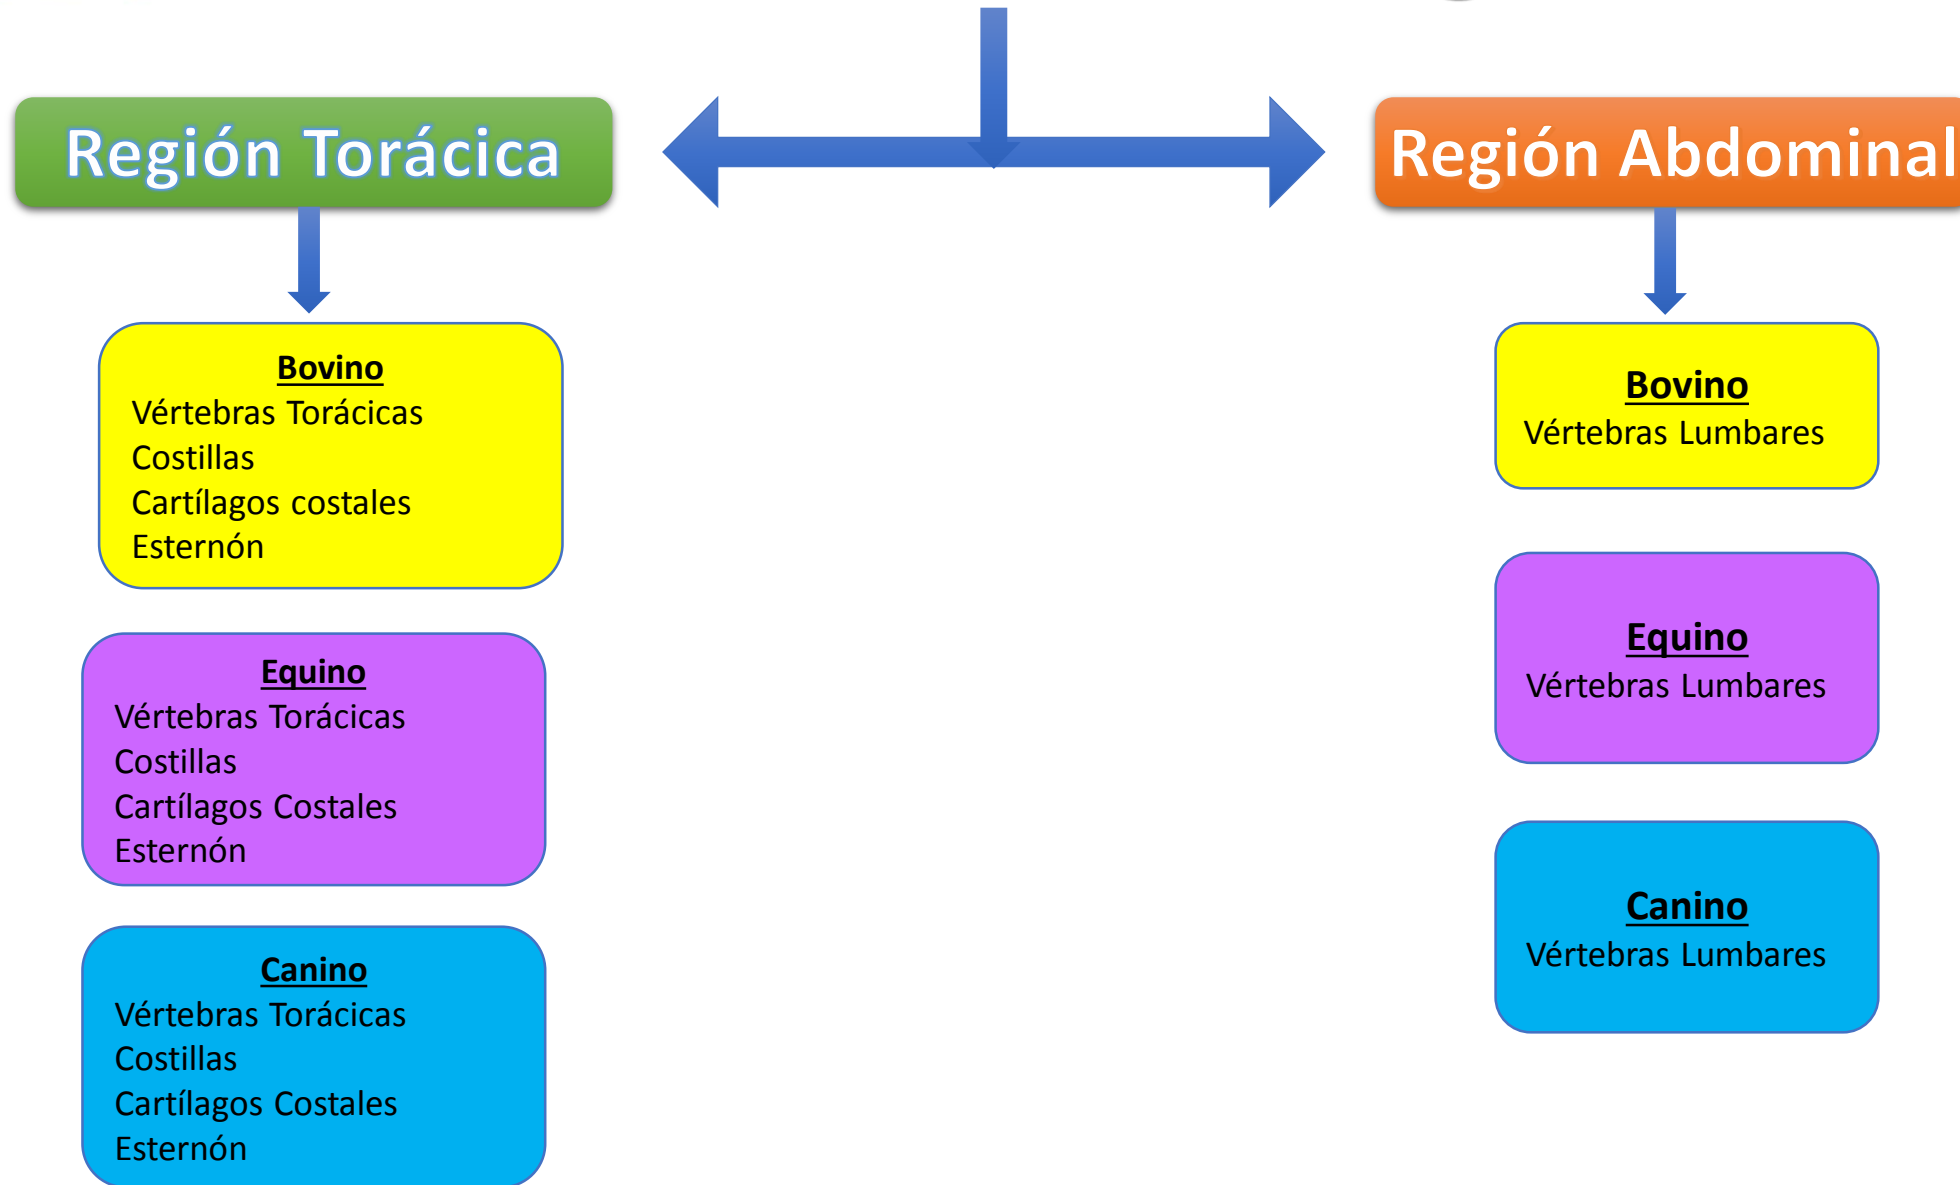 Región Torácica
Región Abdominal
Bovino
Vértebras Torácicas
Costillas
Cartílagos costales
Esternón
Equino
Vértebras Torácicas
Costillas
Cartílagos Costales
Esternón
Canino
Vértebras Torácicas
Costillas
Cartílagos Costales
Esternón
Bovino
Vértebras Lumbares
Equino
Vértebras Lumbares
Canino
Vértebras Lumbares